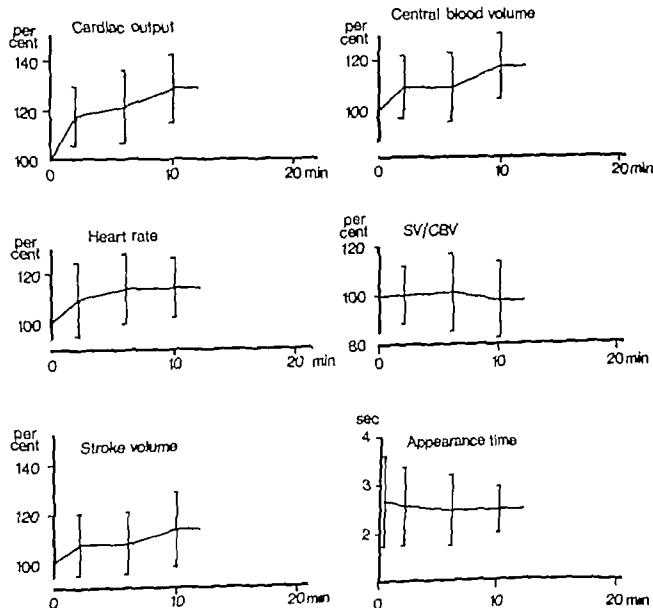 Cardiac output
per
cent
140
120
100
0
10
20 min
Central blood volume
per
cent
120
100
0
10
20 min
Heart rate
per
cent
120
100
0
10
20 min
SV/CBV
per
cent
120
100
80
0
10
20 min
Stroke volume
per
cent
140
120
100
0
10
20 min
Appearance time
sec
4
3
2
0
10
20 min